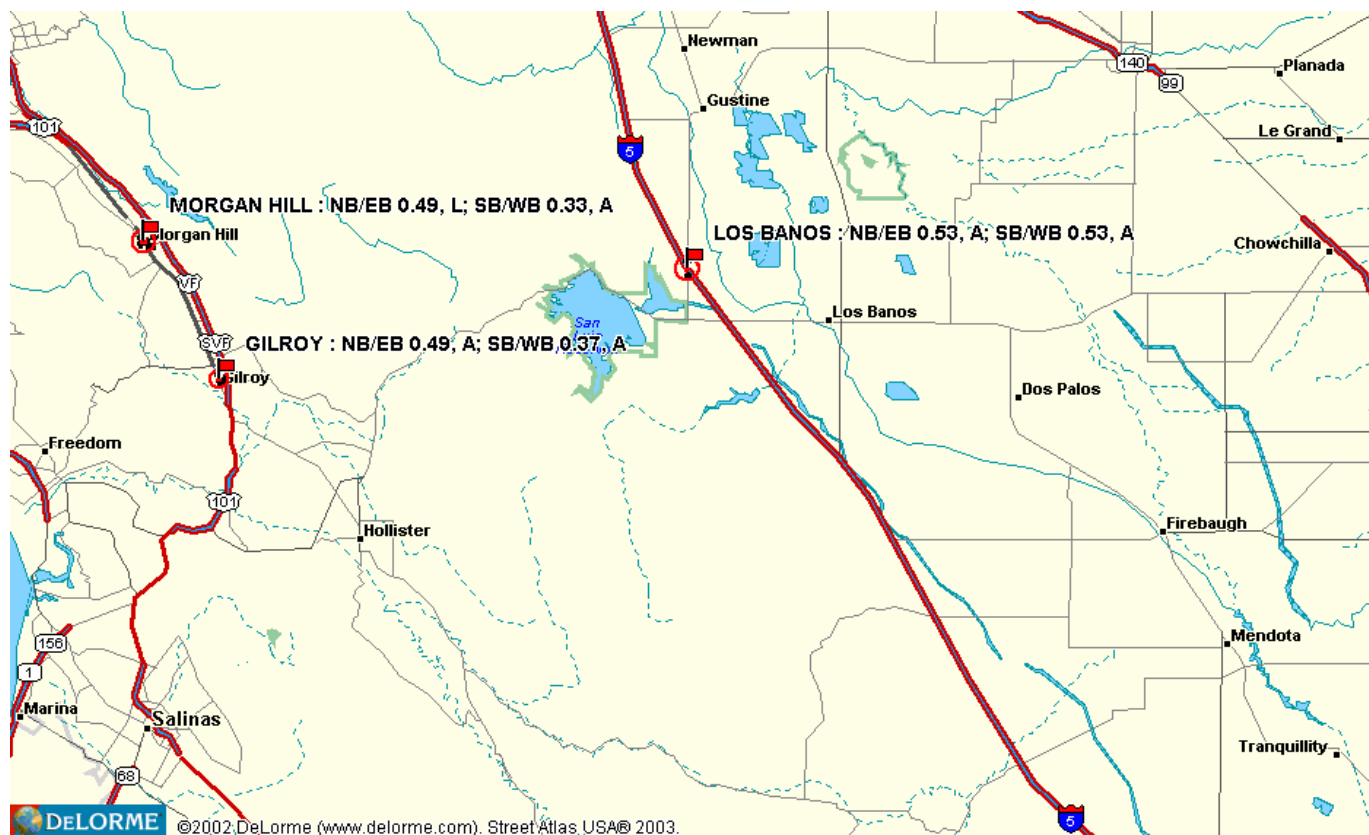 Newman
140
Planada
99
Gustine
101
Le Grand
5
MORGAN HILL : NB/EB 0.49, L; SB/WB 0.33, A
Morgan Hill
LOS BANOS : NB/EB 0.53, A; SB/WB 0.53, A
Chowchilla
VF
Los Banos
San
SVF
GILROY : NB/EB 0.49, A; SB/WB 0.37, A
Gilroy
Dos Palos
Freedom
101
Hollister
Firebaugh
156
Mendota
1
Marina
Salinas
Tranquillity
68
5
DELORME
©2002 DeLorme (www.delorme.com). Street Atlas USA® 2003.